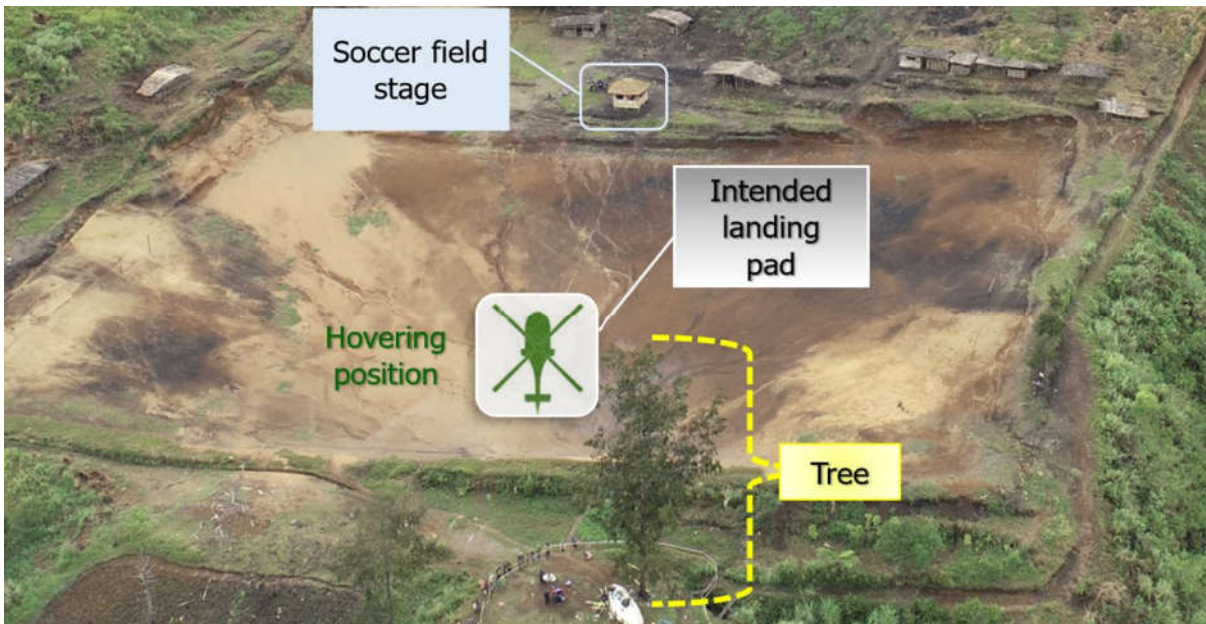 Soccer field
stage
Intended
landing
pad
Hovering
position
Tree